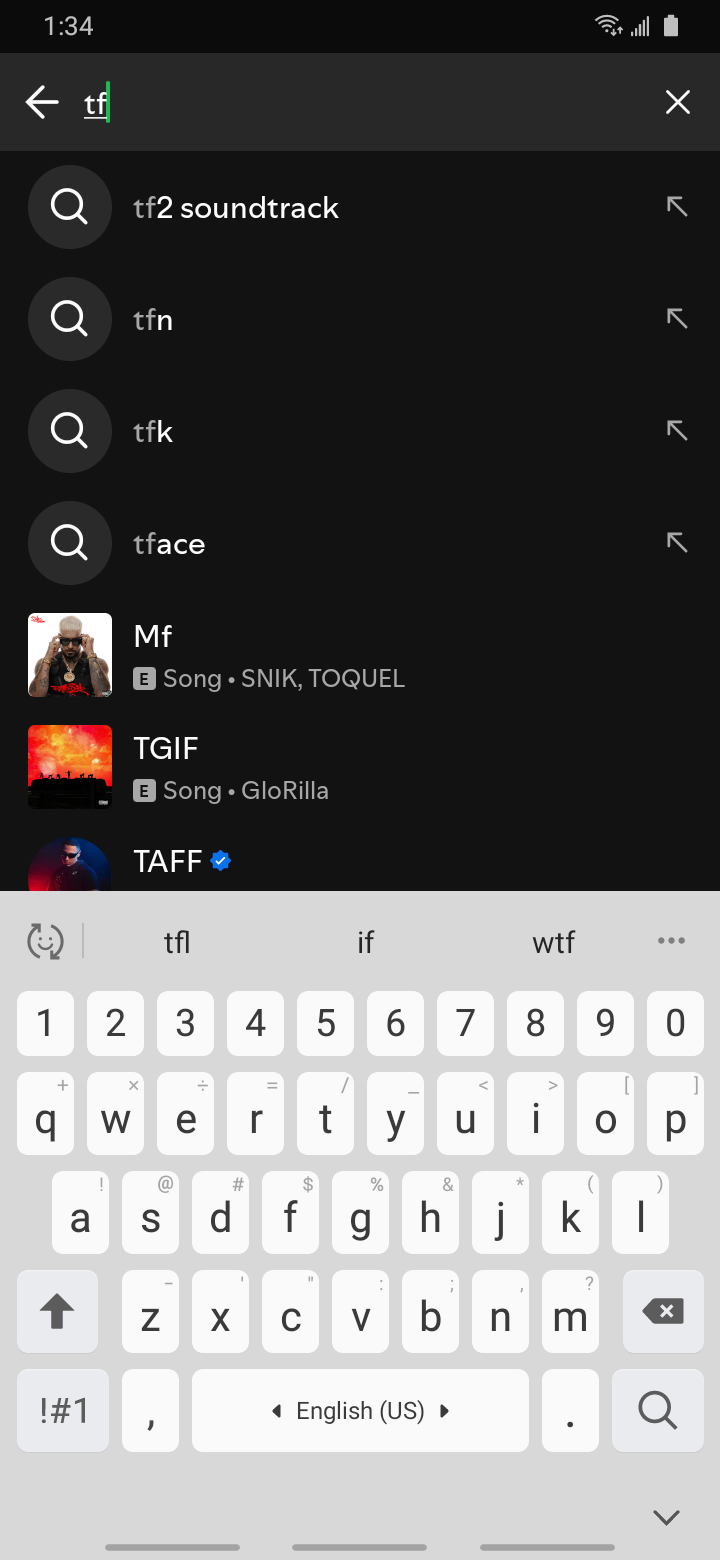 1:34
tf
tf2 soundtrack
tfn
tfk
tface
Mf
E Song • SNIK, TOQUEL
TGIF
E Song • GloRilla
TAFF
tfl if wtf
1 2 3 4 5 6 7 8 9 0
+ × ÷ = / _ < > [ ]
q w e r t y u i o p
! @ # $ % & * ( )
a s d f g h j k l
- ' " : ; , ?
z x c v b n m
!#1 , English (US) .